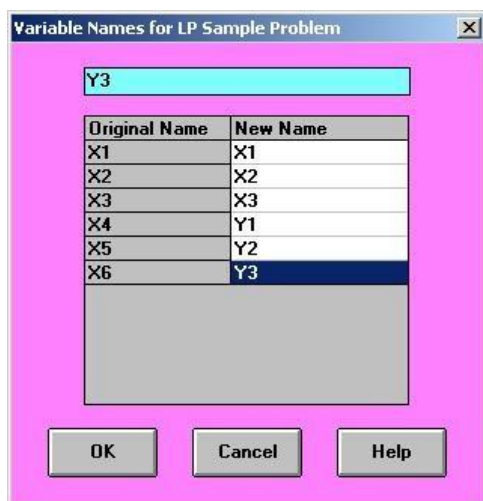 Variable Names for LP Sample Problem
Y3
Original Name New Name
X1 X1
X2 X2
X3 X3
X4 Y1
X5 Y2
X6 Y3
OK Cancel Help